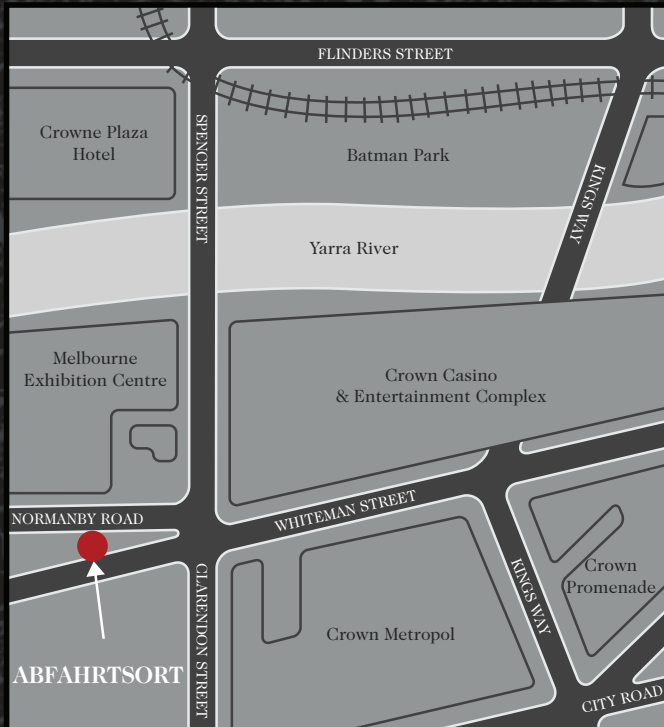 FLINDERS STREET
Crowne Plaza
Hotel
SPENCER STREET
Batman Park
KINGS WAY
Yarra River
Melbourne
Exhibition Centre
Crown Casino
& Entertainment Complex
NORMANBY ROAD
WHITEMAN STREET
CLARENDON STREET
KINGS WAY
Crown
Promenade
Crown Metropol
ABFAHRTSORT
CITY ROAD